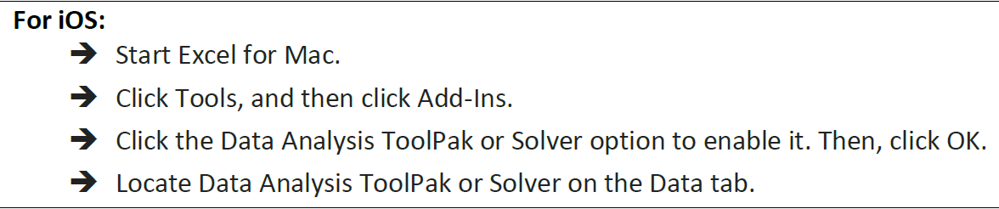 For iOS:
➔ Start Excel for Mac.
➔ Click Tools, and then click Add-Ins.
➔ Click the Data Analysis ToolPak or Solver option to enable it. Then, click OK.
➔ Locate Data Analysis ToolPak or Solver on the Data tab.